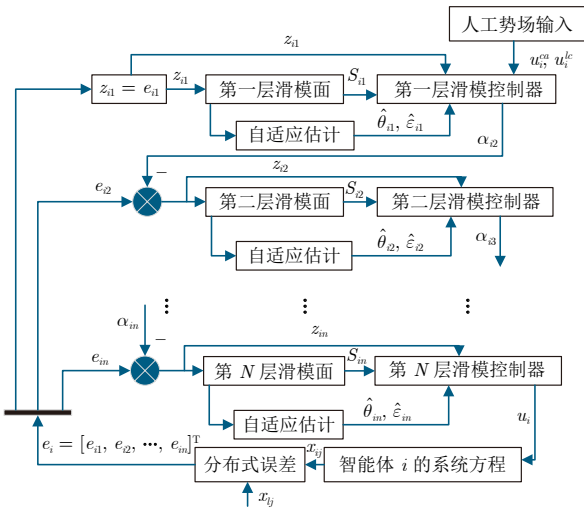 人工势场输入
z_{i1}
u_i^{ca}, u_i^{lc}
z_{i1} = e_{i1}
z_{i1}
第一层滑模面
S_{i1}
第一层滑模控制器
自适应估计
\hat{θ}_{i1}, \hat{ε}_{i1}
α_{i2}
−
z_{i2}
e_{i2}
第二层滑模面
S_{i2}
第二层滑模控制器
自适应估计
\hat{θ}_{i2}, \hat{ε}_{i2}
α_{i3}
⋮ ⋮ ⋮
α_{in}
−
z_{in}
e_{in}
第 N 层滑模面
S_{in}
第 N 层滑模控制器
自适应估计
\hat{θ}_{in}, \hat{ε}_{in}
u_i
e_i = [e_{i1}, e_{i2}, …, e_{in}]^T
分布式误差
x_{ij}
智能体 i 的系统方程
x_{lj}